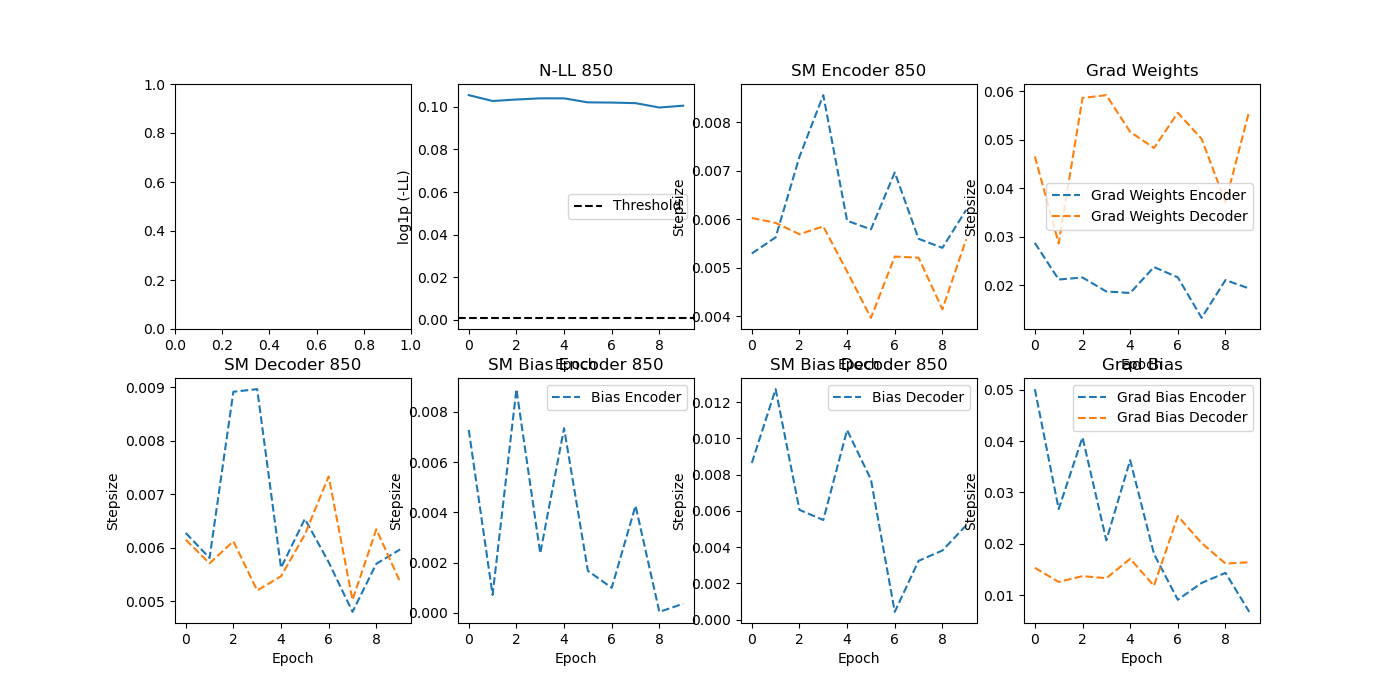 N-LL 850
SM Encoder 850
Grad Weights
1.0
0.8
0.6
0.4
0.2
0.0
0.0 0.2 0.4 0.6 0.8 1.0
log1p (-LL)
0.10
0.08
0.06
0.04
0.02
0.00
Threshold
0 2 4 6 8
Epoch
Stepsize
0.008
0.007
0.006
0.005
0.004
0 2 4 6 8
Epoch
Stepsize
0.06
0.05
0.04
0.03
0.02
Grad Weights Encoder
Grad Weights Decoder
0 2 4 6 8
Epoch
SM Decoder 850
SM Bias Encoder 850
SM Bias Decoder 850
Grad Bias
Stepsize
0.009
0.008
0.007
0.006
0.005
0 2 4 6 8
Epoch
Stepsize
0.008
0.006
0.004
0.002
0.000
Bias Encoder
0 2 4 6 8
Epoch
Stepsize
0.012
0.010
0.008
0.006
0.004
0.002
0.000
Bias Decoder
0 2 4 6 8
Epoch
Stepsize
0.05
0.04
0.03
0.02
0.01
Grad Bias Encoder
Grad Bias Decoder
0 2 4 6 8
Epoch